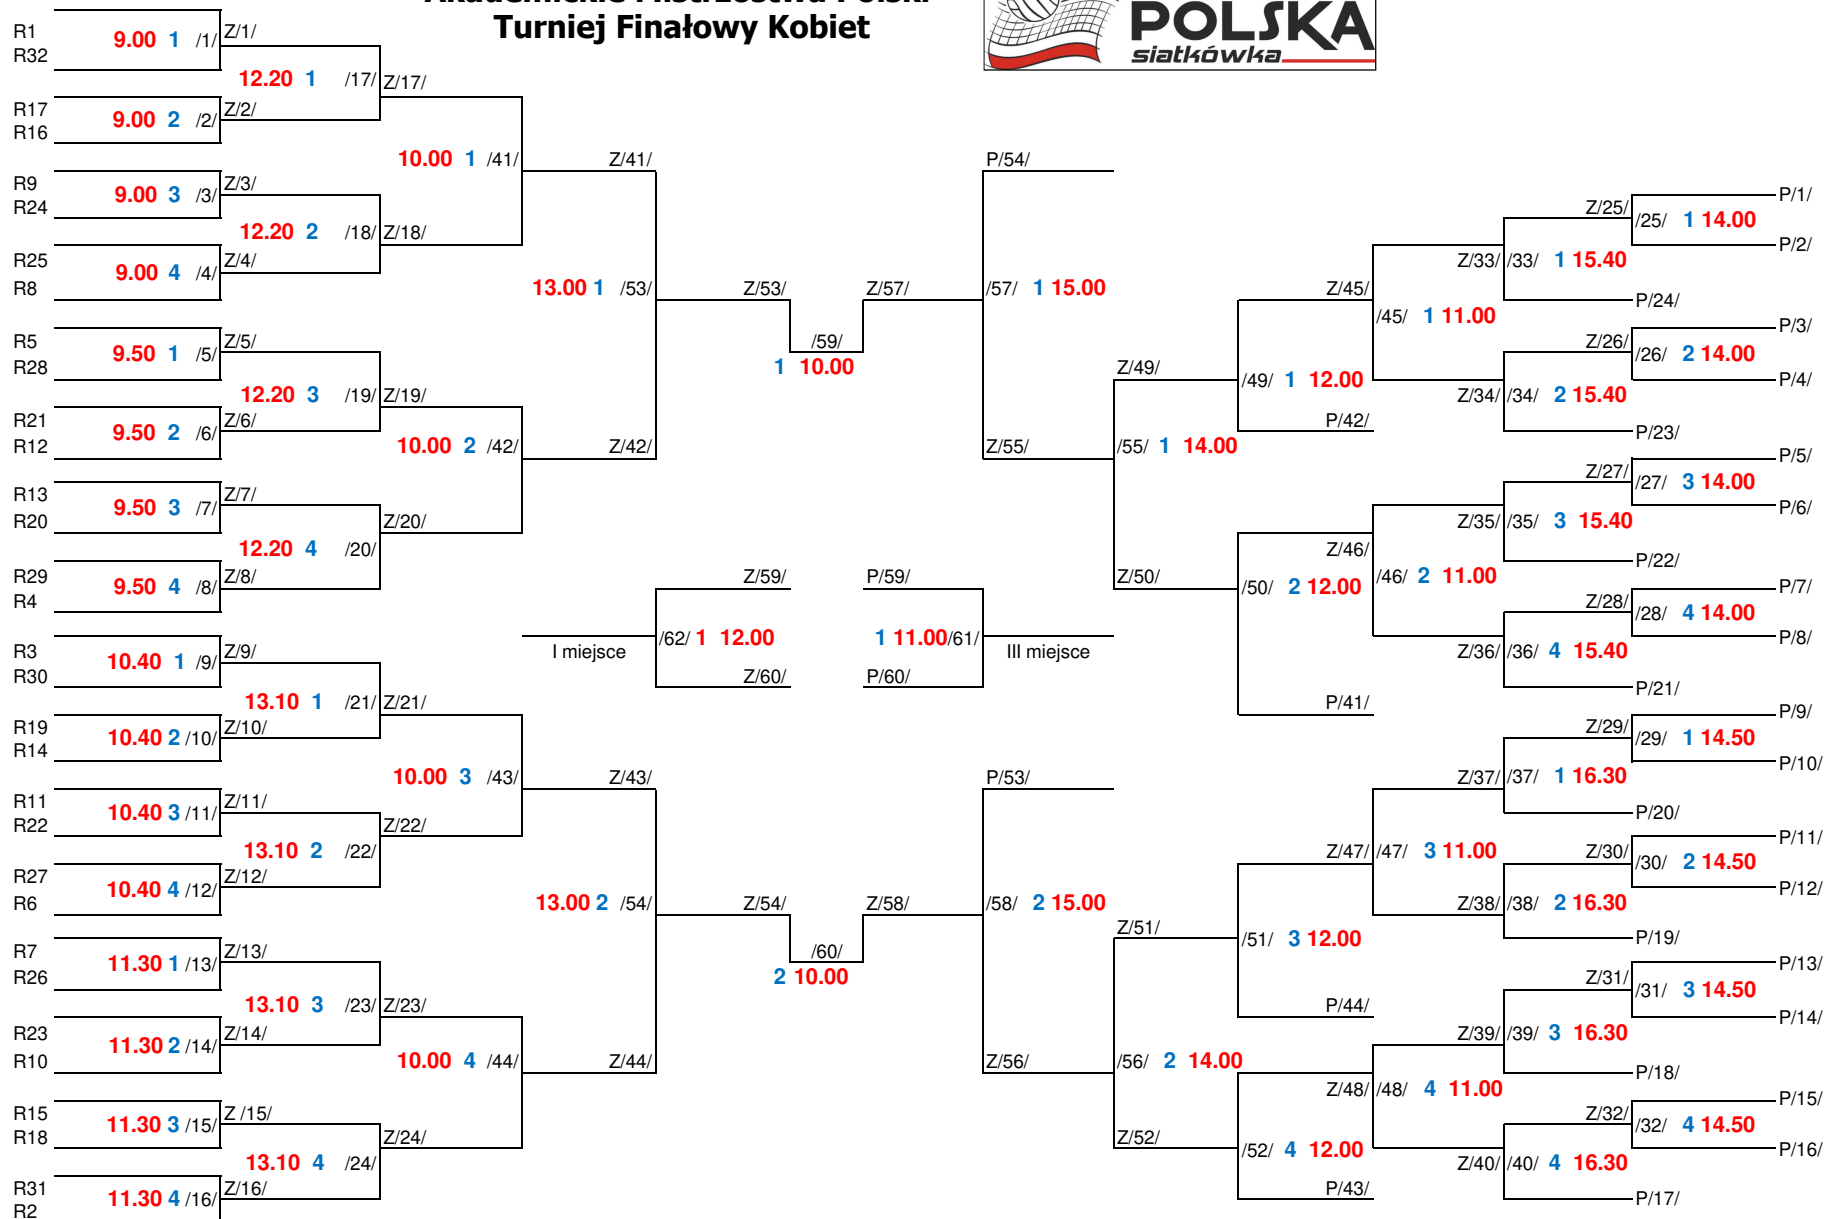 Akademickie Mistrzostwa Polski
Turniej Finałowy Kobiet
POLSKA
siatkówka
R1
R32
9.00 1 /1/
Z/1/
12.20 1 /17/
Z/17/
R17
R16
9.00 2 /2/
Z/2/
10.00 1 /41/
Z/41/
R9
R24
9.00 3 /3/
Z/3/
12.20 2 /18/
Z/18/
R25
R8
9.00 4 /4/
Z/4/
13.00 1 /53/
Z/53/
R5
R28
9.50 1 /5/
Z/5/
12.20 3 /19/
Z/19/
R21
R12
9.50 2 /6/
Z/6/
10.00 2 /42/
Z/42/
R13
R20
9.50 3 /7/
Z/7/
12.20 4 /20/
Z/20/
R29
R4
9.50 4 /8/
Z/8/
R3
R30
10.40 1 /9/
Z/9/
13.10 1 /21/
Z/21/
R19
R14
10.40 2 /10/
Z/10/
10.00 3 /43/
Z/43/
R11
R22
10.40 3 /11/
Z/11/
13.10 2 /22/
Z/22/
R27
R6
10.40 4 /12/
Z/12/
13.00 2 /54/
Z/54/
R7
R26
11.30 1 /13/
Z/13/
13.10 3 /23/
Z/23/
R23
R10
11.30 2 /14/
Z/14/
10.00 4 /44/
Z/44/
R15
R18
11.30 3 /15/
Z /15/
13.10 4 /24/
Z/24/
R31
R2
11.30 4 /16/
Z/16/
/59/
1 10.00
Z/57/
/60/
2 10.00
Z/58/
I miejsce
Z/59/
/62/ 1 12.00
Z/60/
P/59/
1 11.00 /61/
P/60/
III miejsce
P/54/
/57/ 1 15.00
Z/55/
P/53/
/58/ 2 15.00
Z/56/
Z/49/
/55/ 1 14.00
Z/50/
Z/51/
/56/ 2 14.00
Z/52/
Z/45/
/49/ 1 12.00
P/42/
Z/46/
/50/ 2 12.00
P/41/
Z/47/
/51/ 3 12.00
P/44/
Z/48/
/52/ 4 12.00
P/43/
Z/33/
/45/ 1 11.00
Z/34/
Z/35/
/46/ 2 11.00
Z/36/
Z/37/
/47/ 3 11.00
Z/38/
Z/39/
/48/ 4 11.00
Z/40/
Z/25/
/33/ 1 15.40
P/24/
Z/26/
/34/ 2 15.40
P/23/
Z/27/
/35/ 3 15.40
P/22/
Z/28/
/36/ 4 15.40
P/21/
Z/29/
/37/ 1 16.30
P/20/
Z/30/
/38/ 2 16.30
P/19/
Z/31/
/39/ 3 16.30
P/18/
Z/32/
/40/ 4 16.30
P/17/
P/1/
/25/ 1 14.00
P/2/
P/3/
/26/ 2 14.00
P/4/
P/5/
/27/ 3 14.00
P/6/
P/7/
/28/ 4 14.00
P/8/
P/9/
/29/ 1 14.50
P/10/
P/11/
/30/ 2 14.50
P/12/
P/13/
/31/ 3 14.50
P/14/
P/15/
/32/ 4 14.50
P/16/